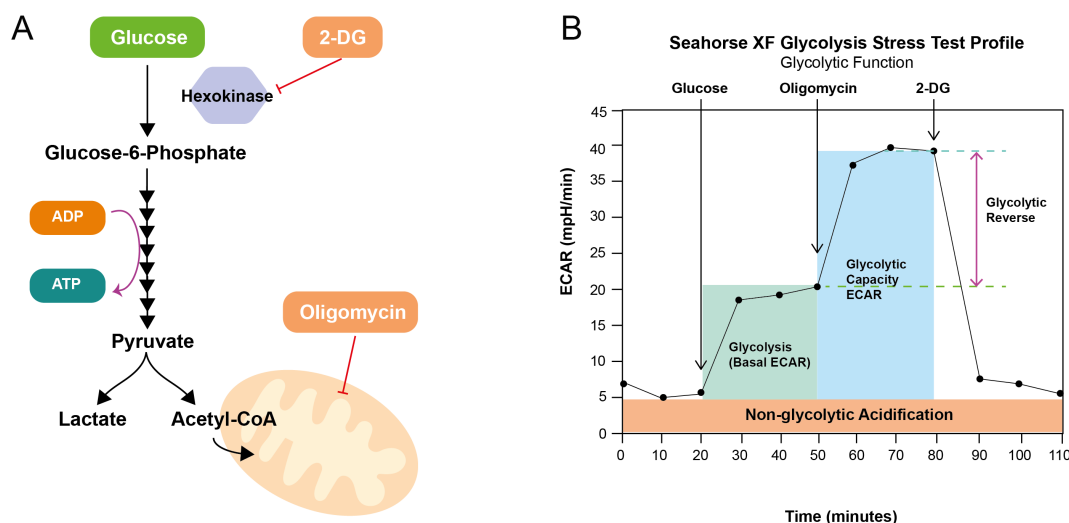 A
Glucose
2-DG
Hexokinase
Glucose-6-Phosphate
ADP
ATP
Oligomycin
Pyruvate
Lactate
Acetyl-CoA
B
Seahorse XF Glycolysis Stress Test Profile
Glycolytic Function
Glucose
Oligomycin
2-DG
ECAR (mpH/min)
45
40
35
30
25
20
15
10
5
0
Glycolytic
Reverse
Glycolytic
Capacity
ECAR
Glycolysis
(Basal ECAR)
Non-glycolytic Acidification
0
10
20
30
40
50
60
70
80
90
100
110
Time (minutes)